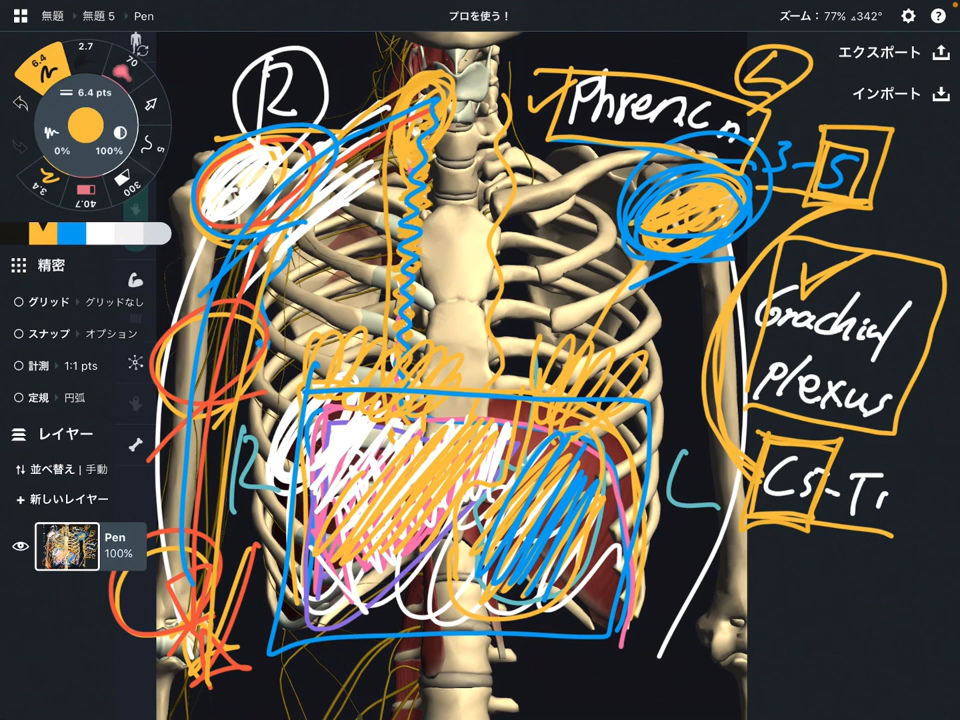 無題 無題 5 Pen
プロを使う！
ズーム：77% ⊿342°
エクスポート
インポート
2.7
6.4
70
6.4 pts
0% 100%
5
3.4
40.7
300
精密
グリッド グリッドなし
スナップ オプション
計測 1:1 pts
定規 円弧
レイヤー
並べ替え | 手動
+ 新しいレイヤー
Pen
100%
R
L
Phrenic n.
3-5
Brachial
plexus
C5-T1
R
L